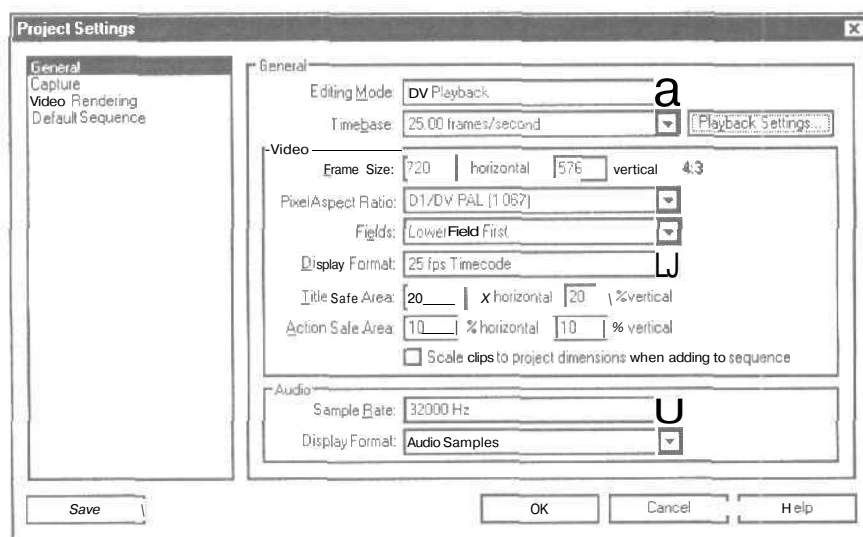 Project Settings
General
Capture
Video Rendering
Default Sequence
General
Editing Mode: DV Playback a
Timebase: 25.00 frames/second Playback Settings...
Video
Frame Size: 720 horizontal 576 vertical 4:3
Pixel Aspect Ratio: D1/DV PAL (1 067)
Fields: Lower Field First
Display Format: 25 fps Timecode LJ
Title Safe Area: 20 X horizontal 20 \ % vertical
Action Safe Area: 10 % horizontal 10 % vertical
Scale clips to project dimensions when adding to sequence
Audio
Sample Rate: 32000 Hz U
Display Format: Audio Samples
Save \ OK Cancel Help